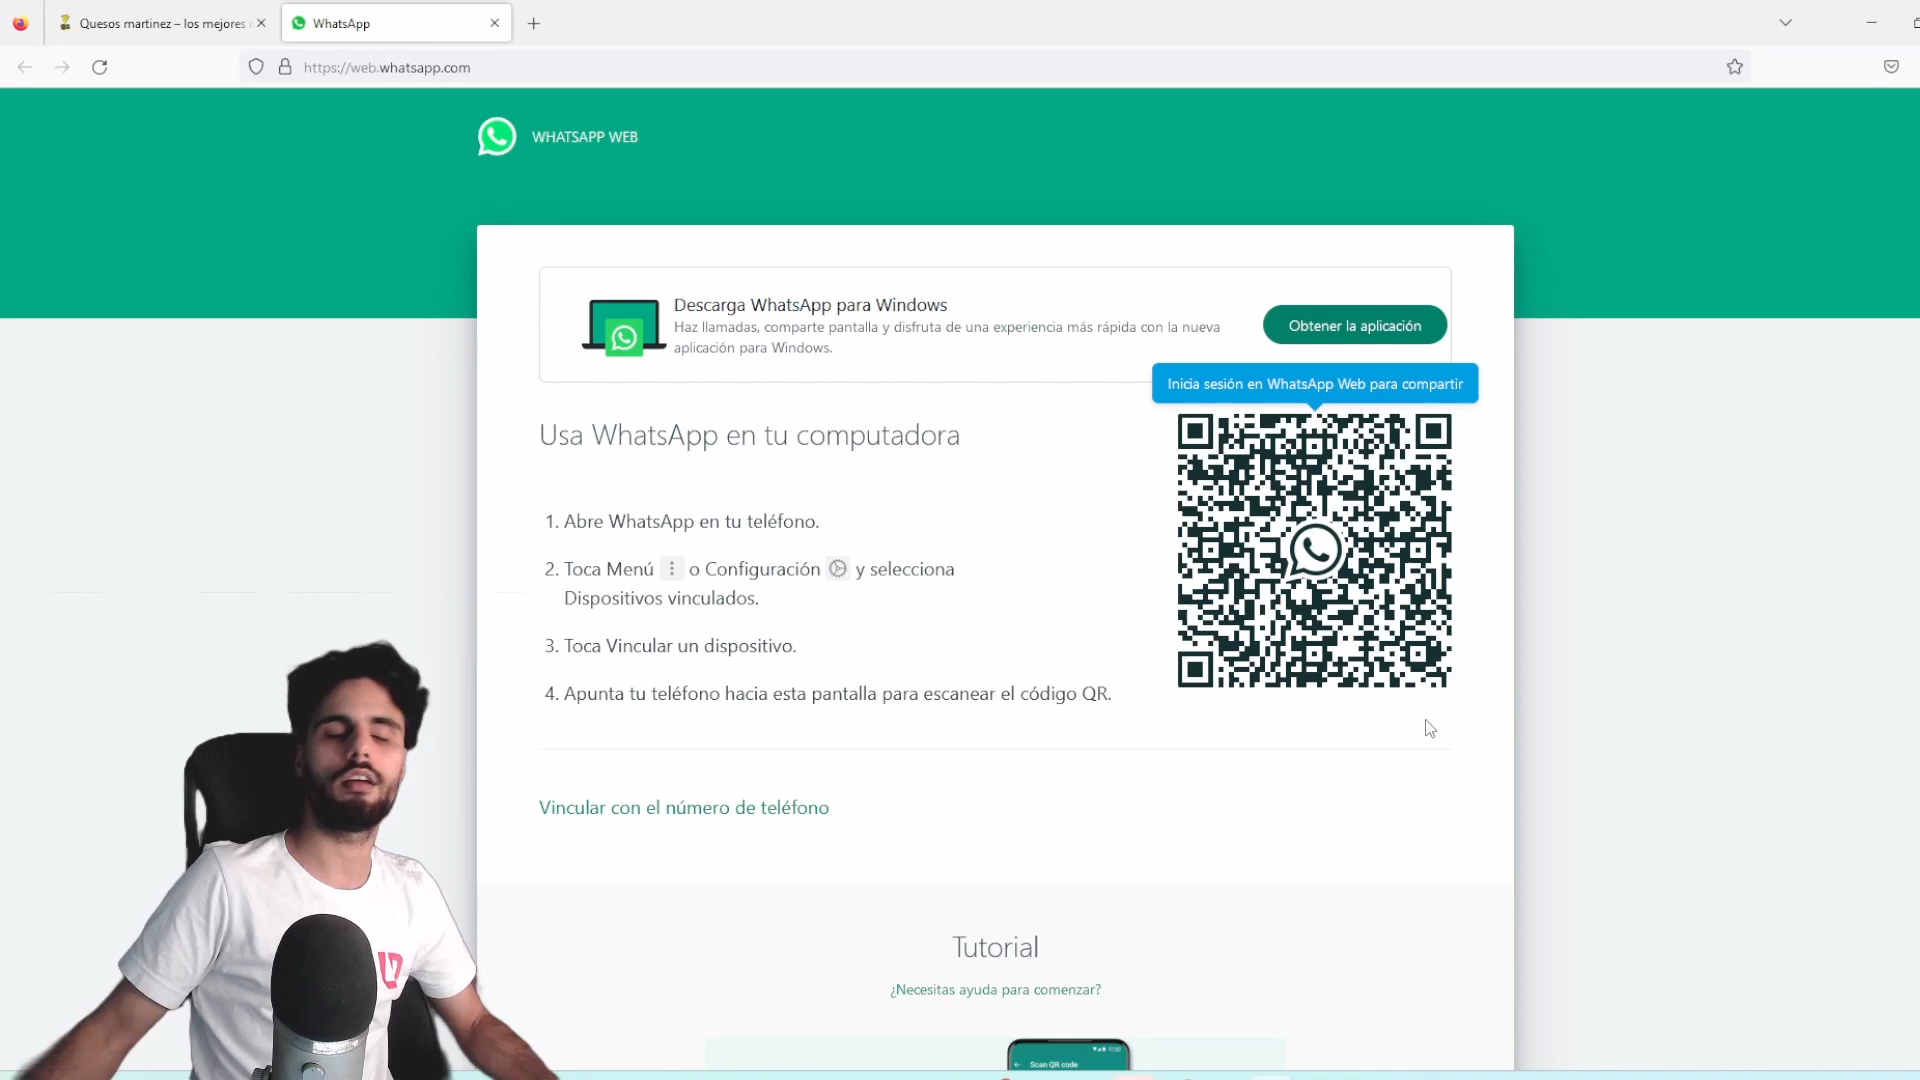 Quesos martinez – los mejores
WhatsApp
https://web.whatsapp.com
WHATSAPP WEB
Descarga WhatsApp para Windows
Haz llamadas, comparte pantalla y disfruta de una experiencia más rápida con la nueva
aplicación para Windows.
Obtener la aplicación
Inicia sesión en WhatsApp Web para compartir
Usa WhatsApp en tu computadora
1. Abre WhatsApp en tu teléfono.
2. Toca Menú o Configuración y selecciona
Dispositivos vinculados.
3. Toca Vincular un dispositivo.
4. Apunta tu teléfono hacia esta pantalla para escanear el código QR.
Vincular con el número de teléfono
Tutorial
¿Necesitas ayuda para comenzar?
Scan QR code